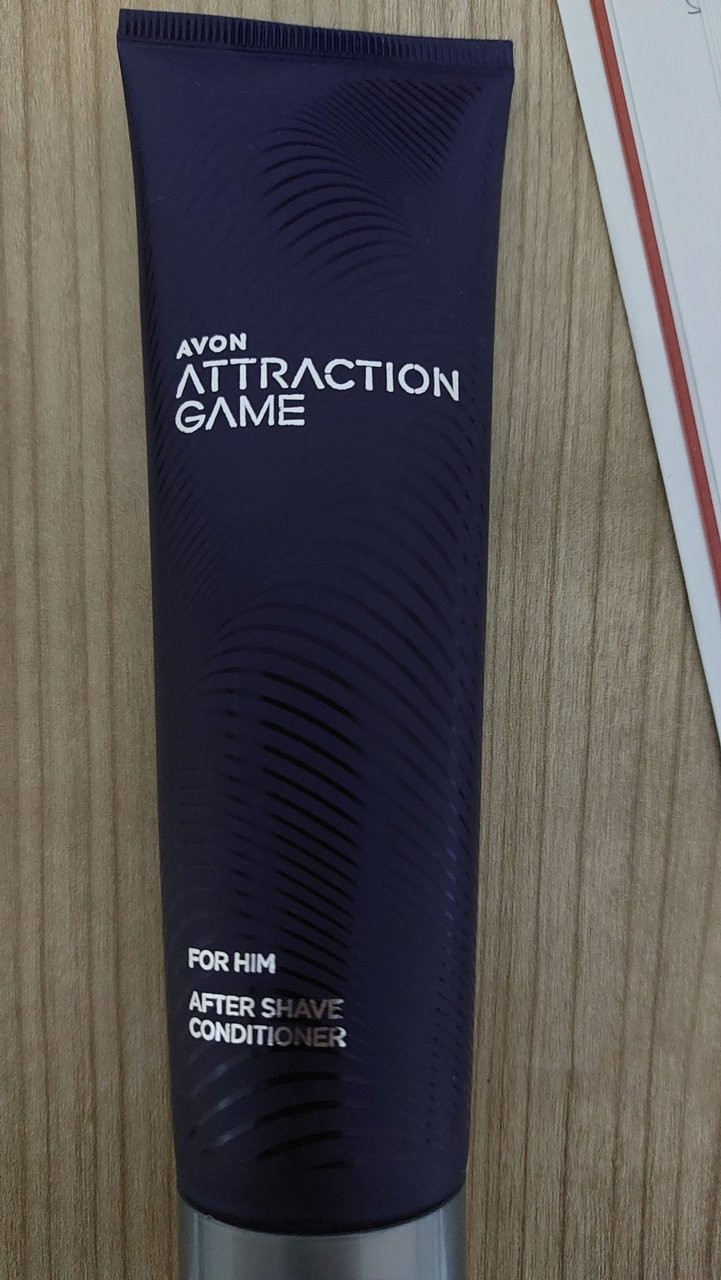 AVON
ATTRACTION
GAME
FOR HIM
AFTER SHAVE
CONDITIONER